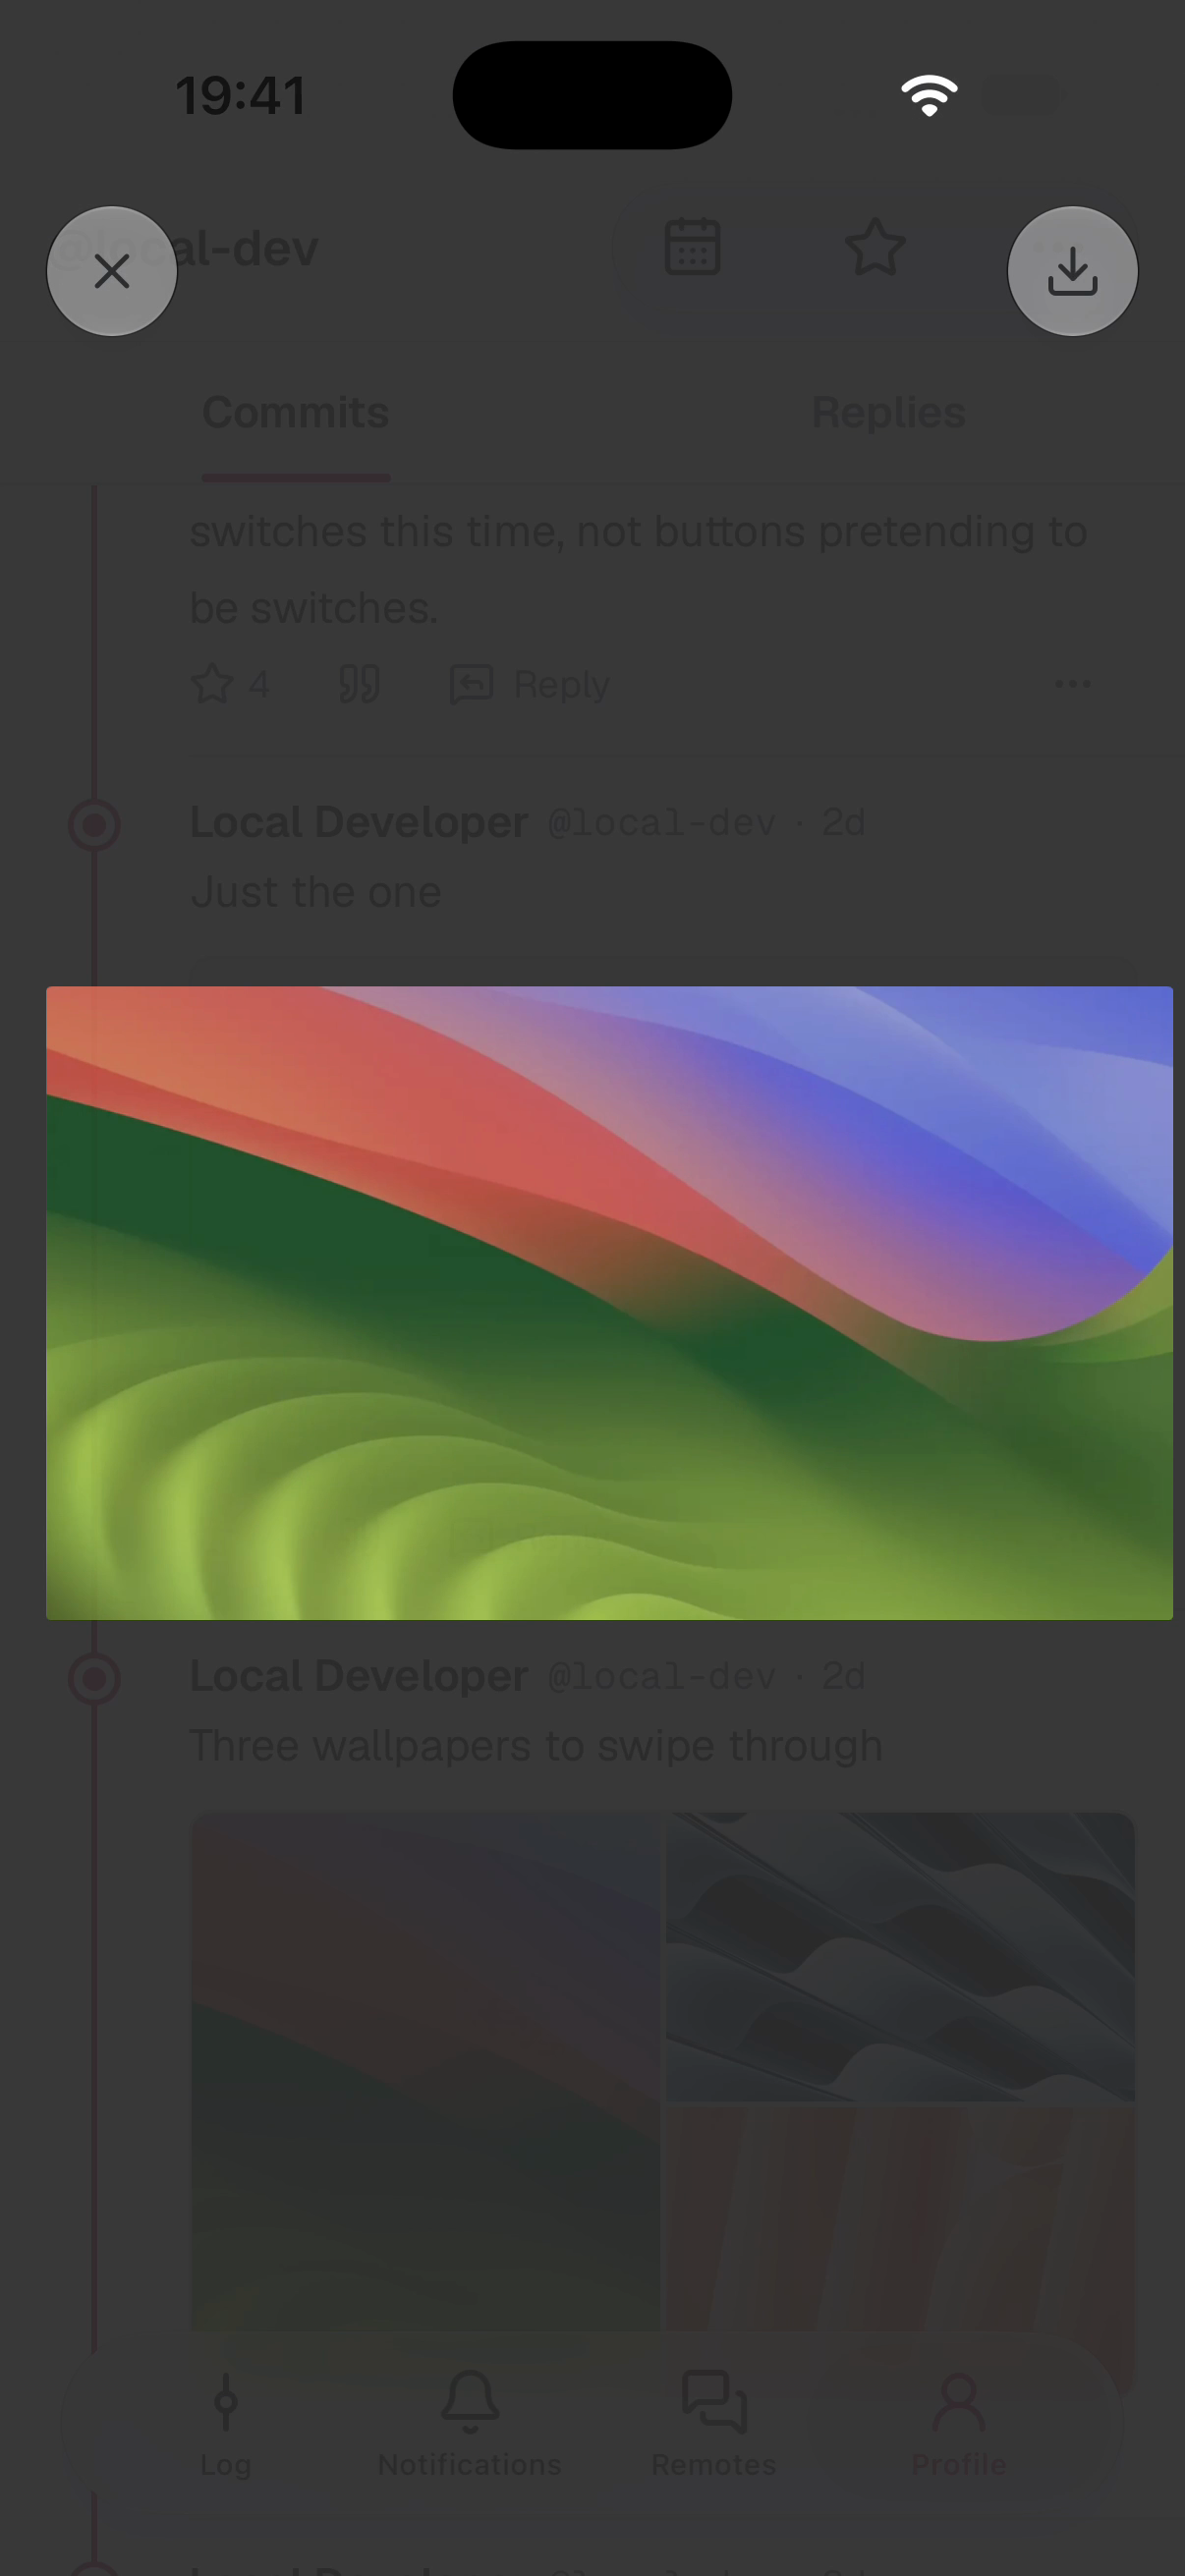 19:41
@local-dev
Commits
Replies
switches this time, not buttons pretending to
be switches.
4
Reply
Local Developer @local-dev · 2d
Just the one
Local Developer @local-dev · 2d
Three wallpapers to swipe through
Log
Notifications
Remotes
Profile